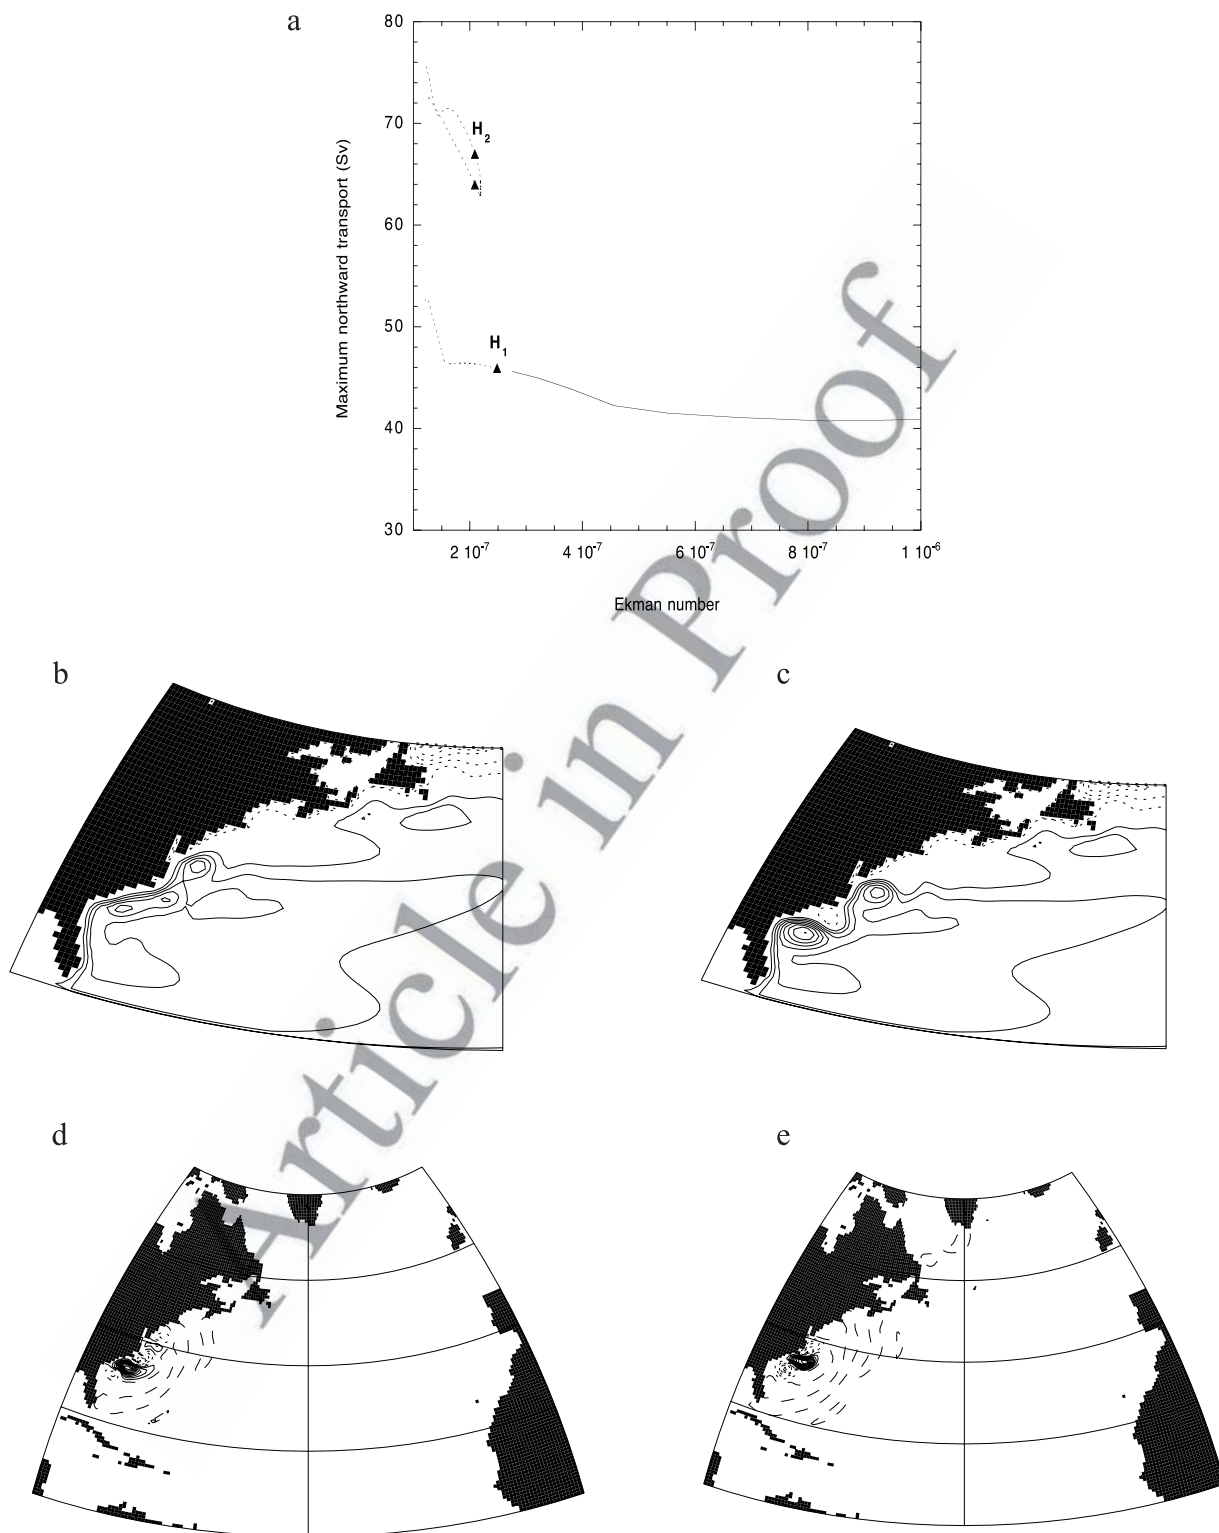 a
80
70
60
50
40
30
Maximum northward transport (Sv)
H2
H1
2 10-7
4 10-7
6 10-7
8 10-7
1 10-6
Ekman number
b
c
d
e
Article in Proof